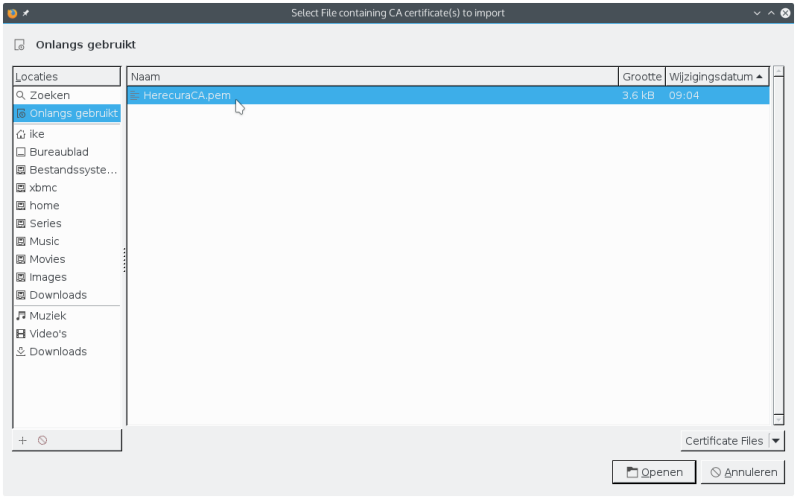 Select File containing CA certificate(s) to import
Onlangs gebruikt
Locaties
Naam Grootte Wijzigingsdatum
Zoeken
HerecuraCA.pem 3.6 kB 09:04
Onlangs gebruikt
ike
Bureaublad
Bestandssyste...
xbmc
home
Series
Music
Movies
Images
Downloads
Muziek
Video's
Downloads
Certificate Files
Openen
Annuleren